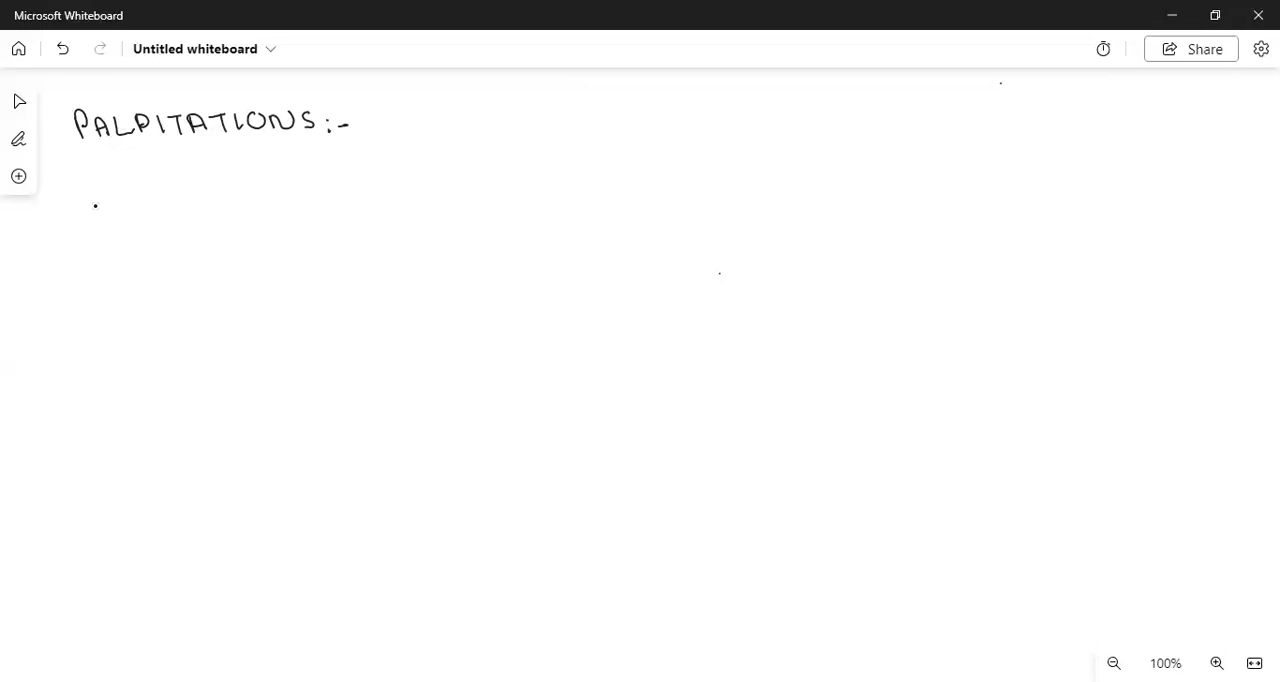 Microsoft Whiteboard
Untitled whiteboard
Share
PALPITATIONS :-
100%